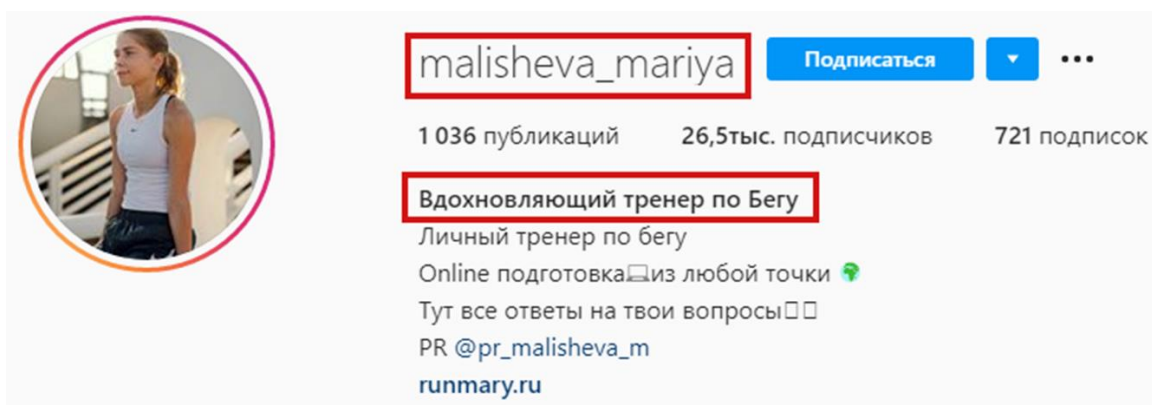 malisheva_mariya Подписаться
1 036 публикаций 26,5тыс. подписчиков 721 подписок
Вдохновляющий тренер по Бегу
Личный тренер по бегу
Online подготовка💻из любой точки 🌍
Тут все ответы на твои вопросы
PR @pr_malisheva_m
runmary.ru